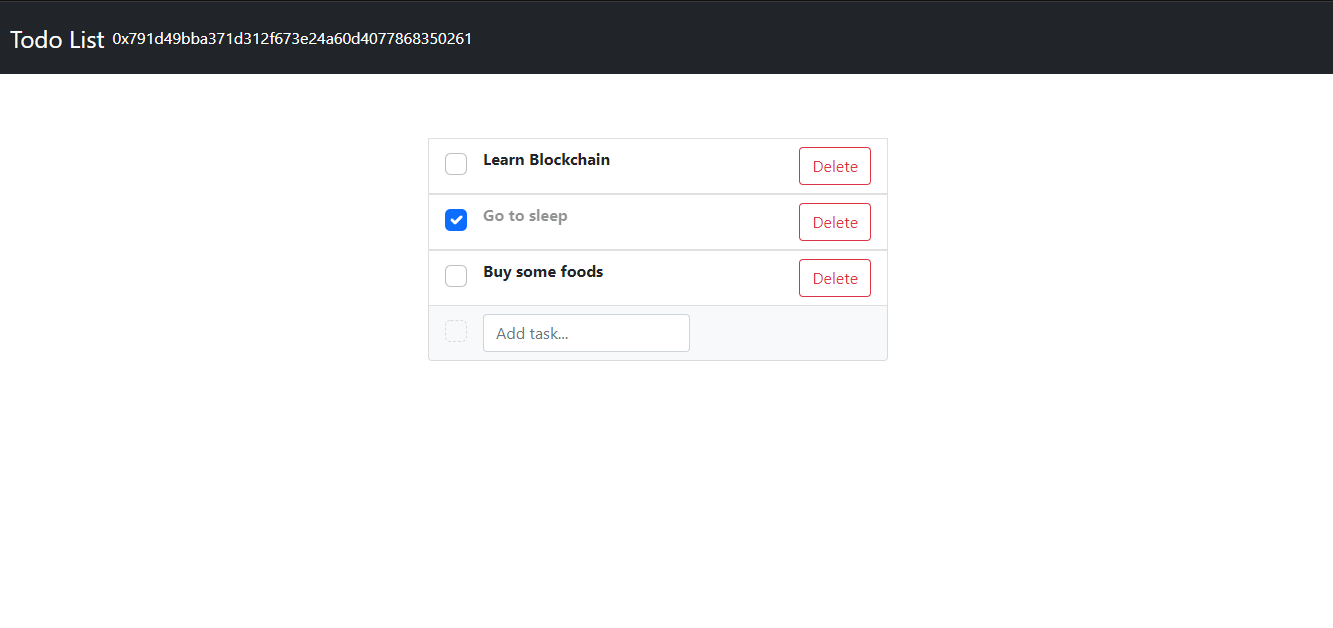 Todo List 0x791d49bba371d312f673e24a60d4077868350261
Learn Blockchain Delete
Go to sleep Delete
Buy some foods Delete
Add task...